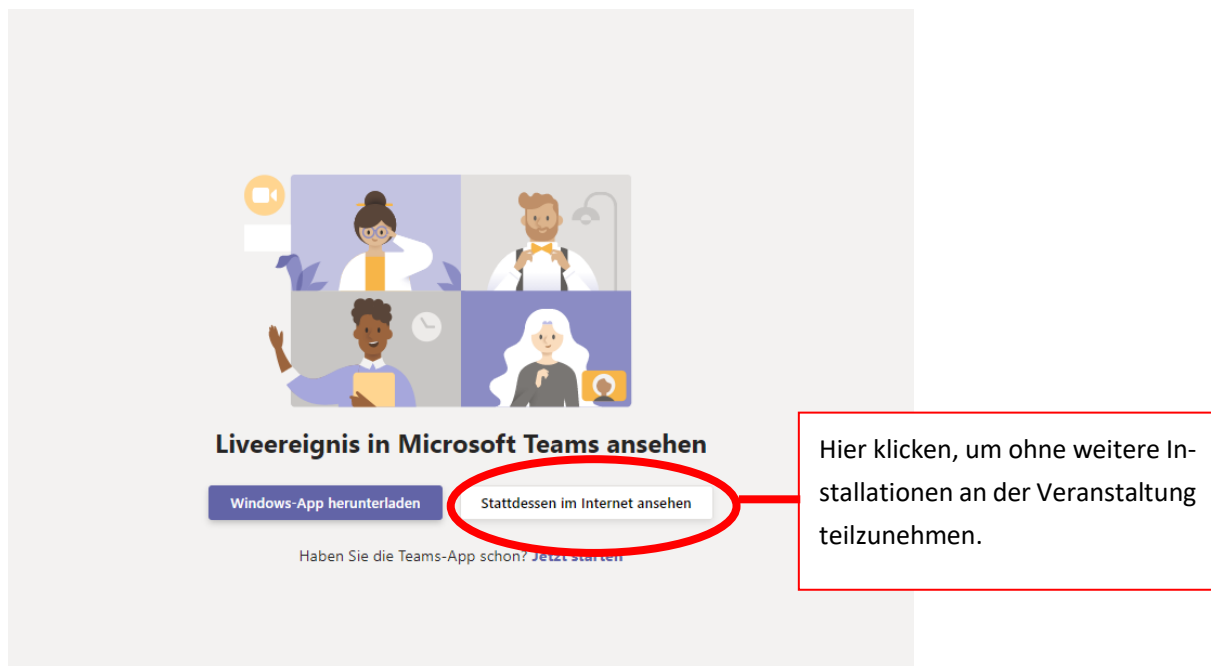 Liveereignis in Microsoft Teams ansehen
Windows-App herunterladen
Stattdessen im Internet ansehen
Haben Sie die Teams-App schon? Jetzt starten
Hier klicken, um ohne weitere In-
stallationen an der Veranstaltung
teilzunehmen.